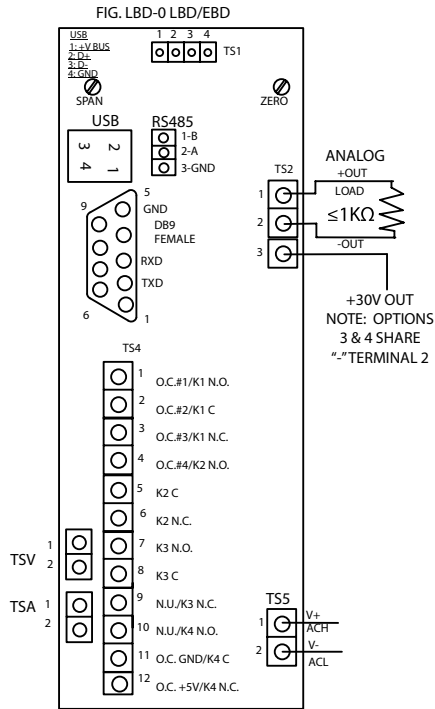 FIG. LBD-0 LBD/EBD
USB
1: +V BUS
2: D+
3: D-
4: GND
1 2 3 4
TS1
SPAN
ZERO
USB
3 2
4 1
RS485
1-B
2-A
3-GND
5
9
GND
DB9
FEMALE
RXD
TXD
6
1
TS2
1
2
3
ANALOG
+OUT
LOAD
≤1KΩ
-OUT
+30V OUT
NOTE: OPTIONS
3 & 4 SHARE
"-" TERMINAL 2
TS4
1 O.C.#1/K1 N.O.
2 O.C.#2/K1 C
3 O.C.#3/K1 N.C.
4 O.C.#4/K2 N.O.
5 K2 C
6 K2 N.C.
7 K3 N.O.
8 K3 C
9 N.U./K3 N.C.
10 N.U./K4 N.O.
11 O.C. GND/K4 C
12 O.C. +5V/K4 N.C.
TSV
1
2
TSA
1
2
TS5
1 V+
ACH
2 V-
ACL